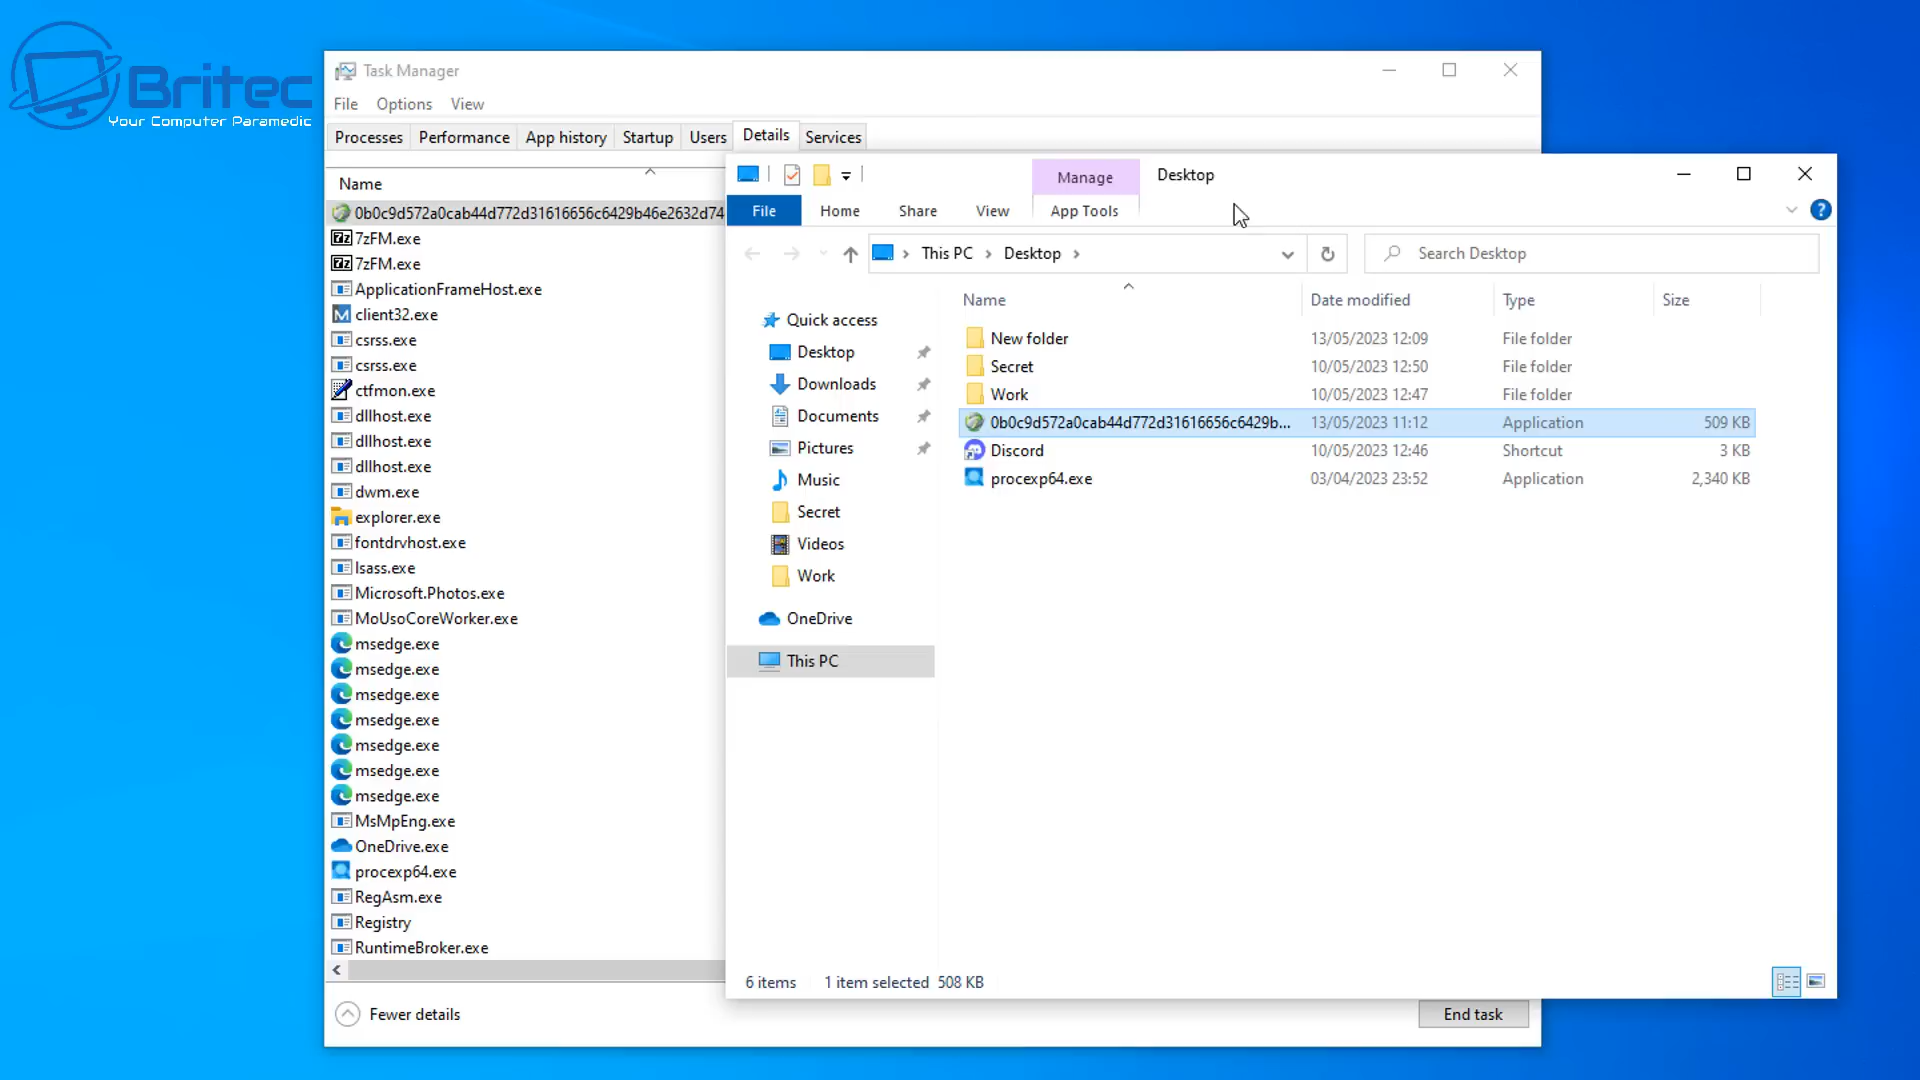 Britec
Your Computer Paramedic
Task Manager
File Options View
Processes Performance App history Startup Users Details Services
Name
0b0c9d572a0cab44d772d31616656c6429b46e2632d74
7zFM.exe
7zFM.exe
ApplicationFrameHost.exe
client32.exe
csrss.exe
csrss.exe
ctfmon.exe
dllhost.exe
dllhost.exe
dllhost.exe
dwm.exe
explorer.exe
fontdrvhost.exe
lsass.exe
Microsoft.Photos.exe
MoUsoCoreWorker.exe
msedge.exe
msedge.exe
msedge.exe
msedge.exe
msedge.exe
msedge.exe
msedge.exe
MsMpEng.exe
OneDrive.exe
procexp64.exe
RegAsm.exe
Registry
RuntimeBroker.exe
Fewer details
End task
Manage Desktop
File Home Share View App Tools
This PC Desktop
Search Desktop
Quick access
Desktop
Downloads
Documents
Pictures
Music
Secret
Videos
Work
OneDrive
This PC
Name Date modified Type Size
New folder 13/05/2023 12:09 File folder
Secret 10/05/2023 12:50 File folder
Work 10/05/2023 12:47 File folder
0b0c9d572a0cab44d772d31616656c6429b... 13/05/2023 11:12 Application 509 KB
Discord 10/05/2023 12:46 Shortcut 3 KB
procexp64.exe 03/04/2023 23:52 Application 2,340 KB
6 items 1 item selected 508 KB